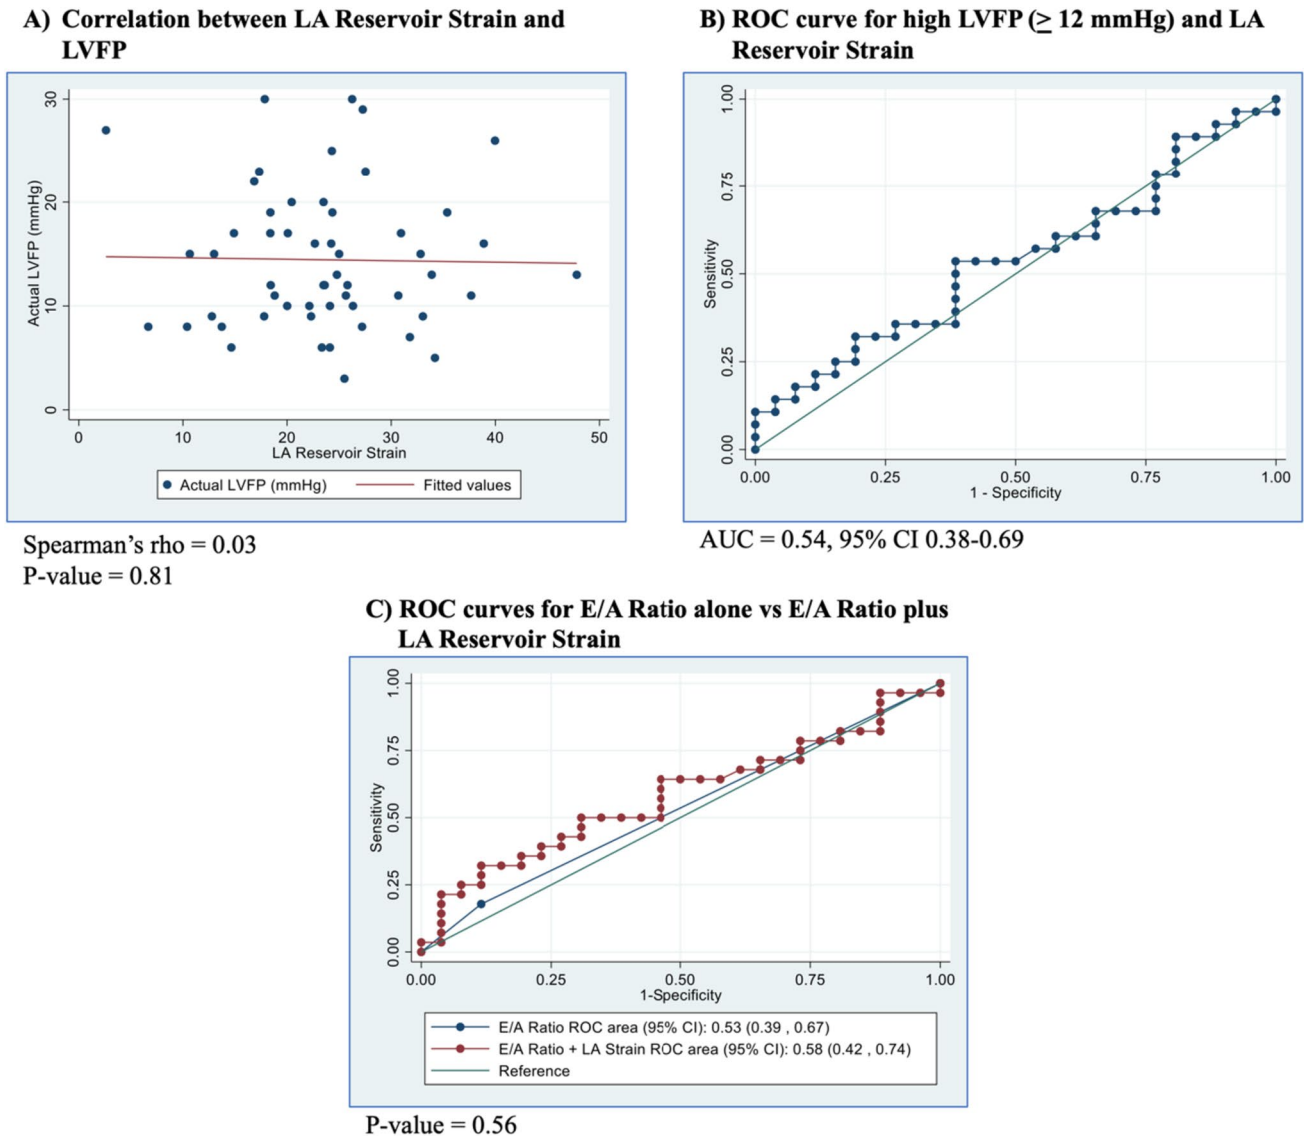 A) Correlation between LA Reservoir Strain and
LVFP
30
20
10
0
Actual LVFP (mmHg)
0 10 20 30 40 50
LA Reservoir Strain
Actual LVFP (mmHg) Fitted values
Spearman's rho = 0.03
P-value = 0.81
B) ROC curve for high LVFP (≥ 12 mmHg) and LA
Reservoir Strain
1.00
0.75
0.50
0.25
0.00
Sensitivity
0.00 0.25 0.50 0.75 1.00
1 - Specificity
AUC = 0.54, 95% CI 0.38-0.69
C) ROC curves for E/A Ratio alone vs E/A Ratio plus
LA Reservoir Strain
1.00
0.75
0.50
0.25
0.00
Sensitivity
0.00 0.25 0.50 0.75 1.00
1-Specificity
E/A Ratio ROC area (95% CI): 0.53 (0.39 , 0.67)
E/A Ratio + LA Strain ROC area (95% CI): 0.58 (0.42 , 0.74)
Reference
P-value = 0.56